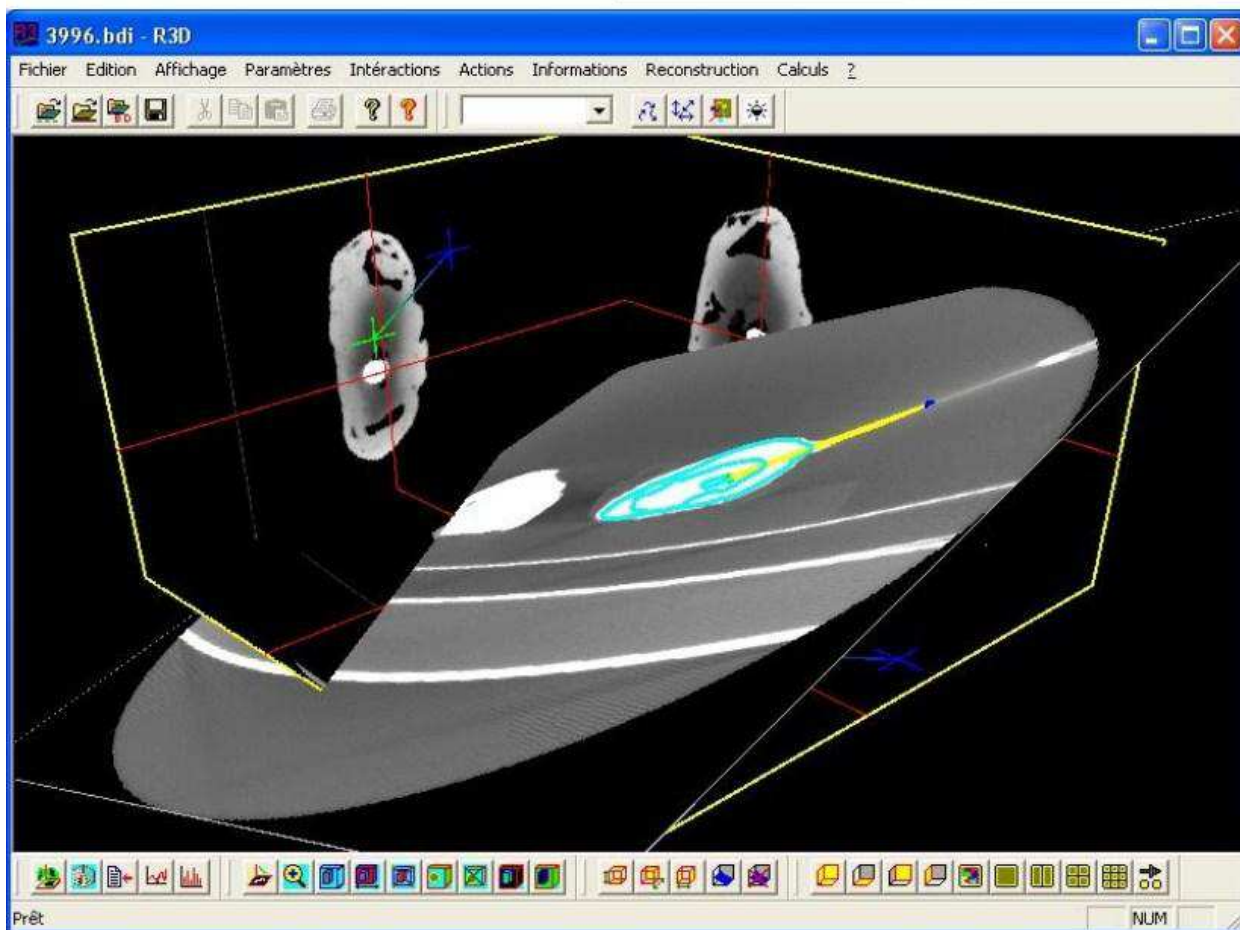 3996.bdi - R3D
Fichier Edition Affichage Paramètres Intéractions Actions Informations Reconstruction Calculs ?
Prêt NUM